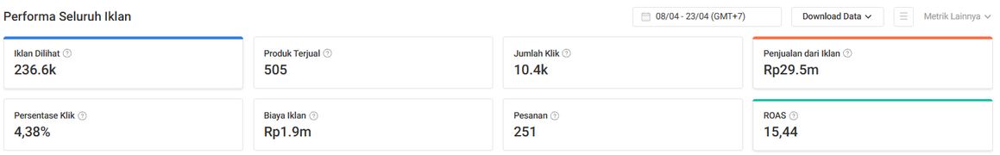 Performa Seluruh Iklan
08/04 - 23/04 (GMT+7)
Download Data
Metrik Lainnya
Iklan Dilihat
236.6k
Produk Terjual
505
Jumlah Klik
10.4k
Penjualan dari Iklan
Rp29.5m
Persentase Klik
4,38%
Biaya Iklan
Rp1.9m
Pesanan
251
ROAS
15,44